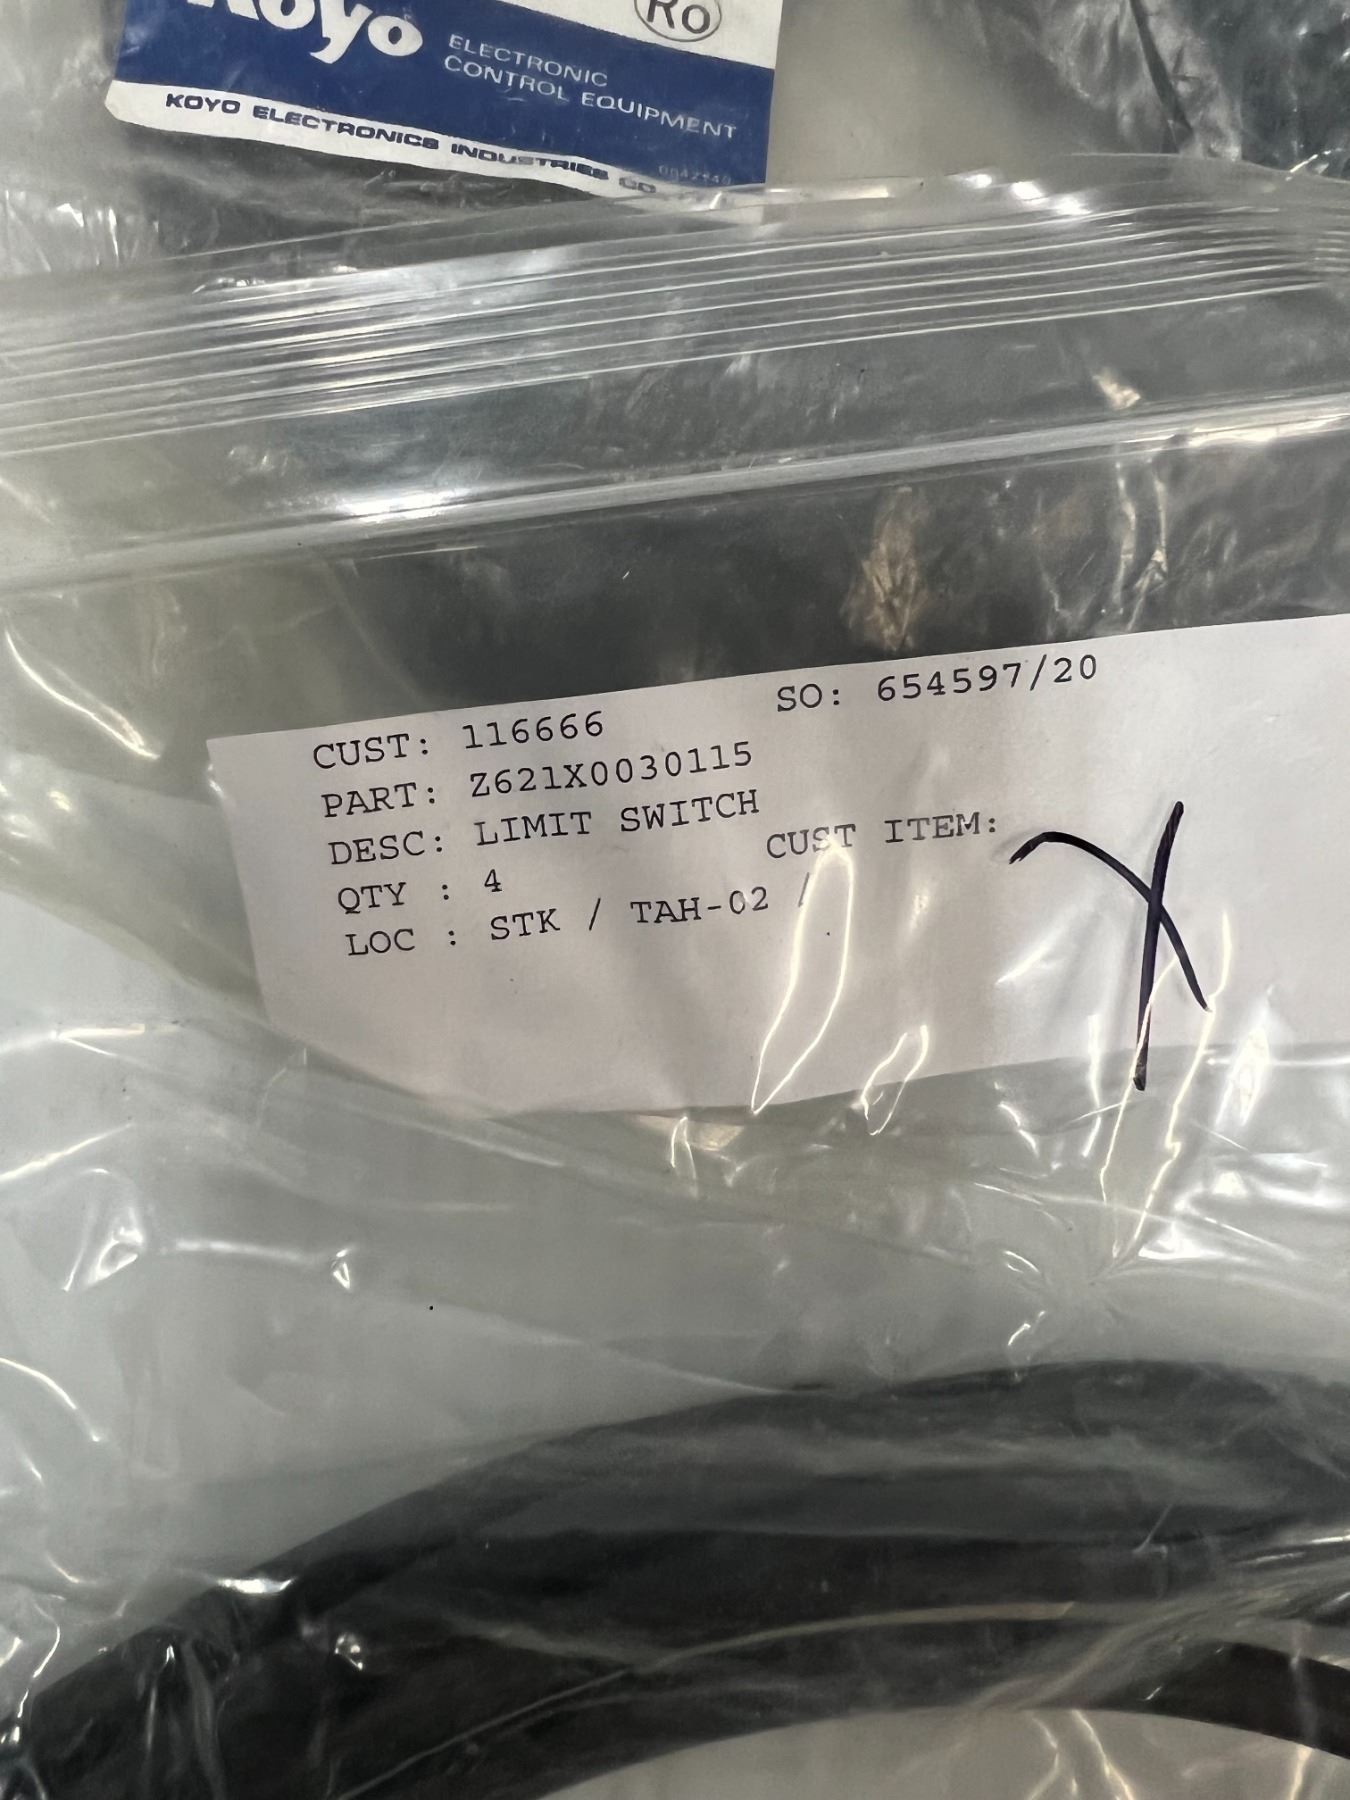 Koyo
Ro
ELECTRONIC
CONTROL EQUIPMENT
KOYO ELECTRONICS INDUSTRIES CO
CUST: 116666 SO: 654597/20
PART: Z621X0030115
DESC: LIMIT SWITCH
QTY : 4 CUST ITEM:
LOC : STK / TAH-02 /
X